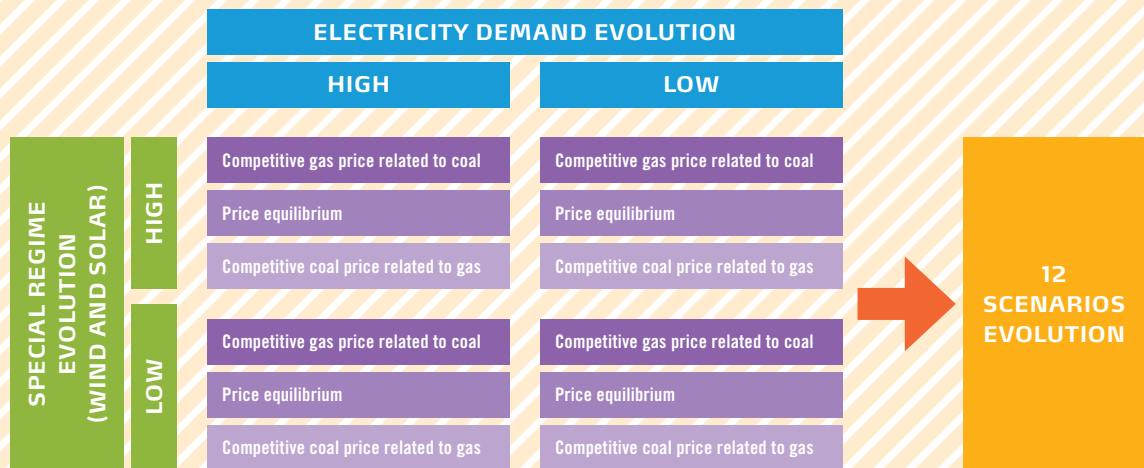 ELECTRICITY DEMAND EVOLUTION
HIGH
LOW
SPECIAL REGIME
EVOLUTION
(WIND AND SOLAR)
HIGH
Competitive gas price related to coal
Competitive gas price related to coal
Price equilibrium
Price equilibrium
Competitive coal price related to gas
Competitive coal price related to gas
LOW
Competitive gas price related to coal
Competitive gas price related to coal
Price equilibrium
Price equilibrium
Competitive coal price related to gas
Competitive coal price related to gas
12
SCENARIOS
EVOLUTION